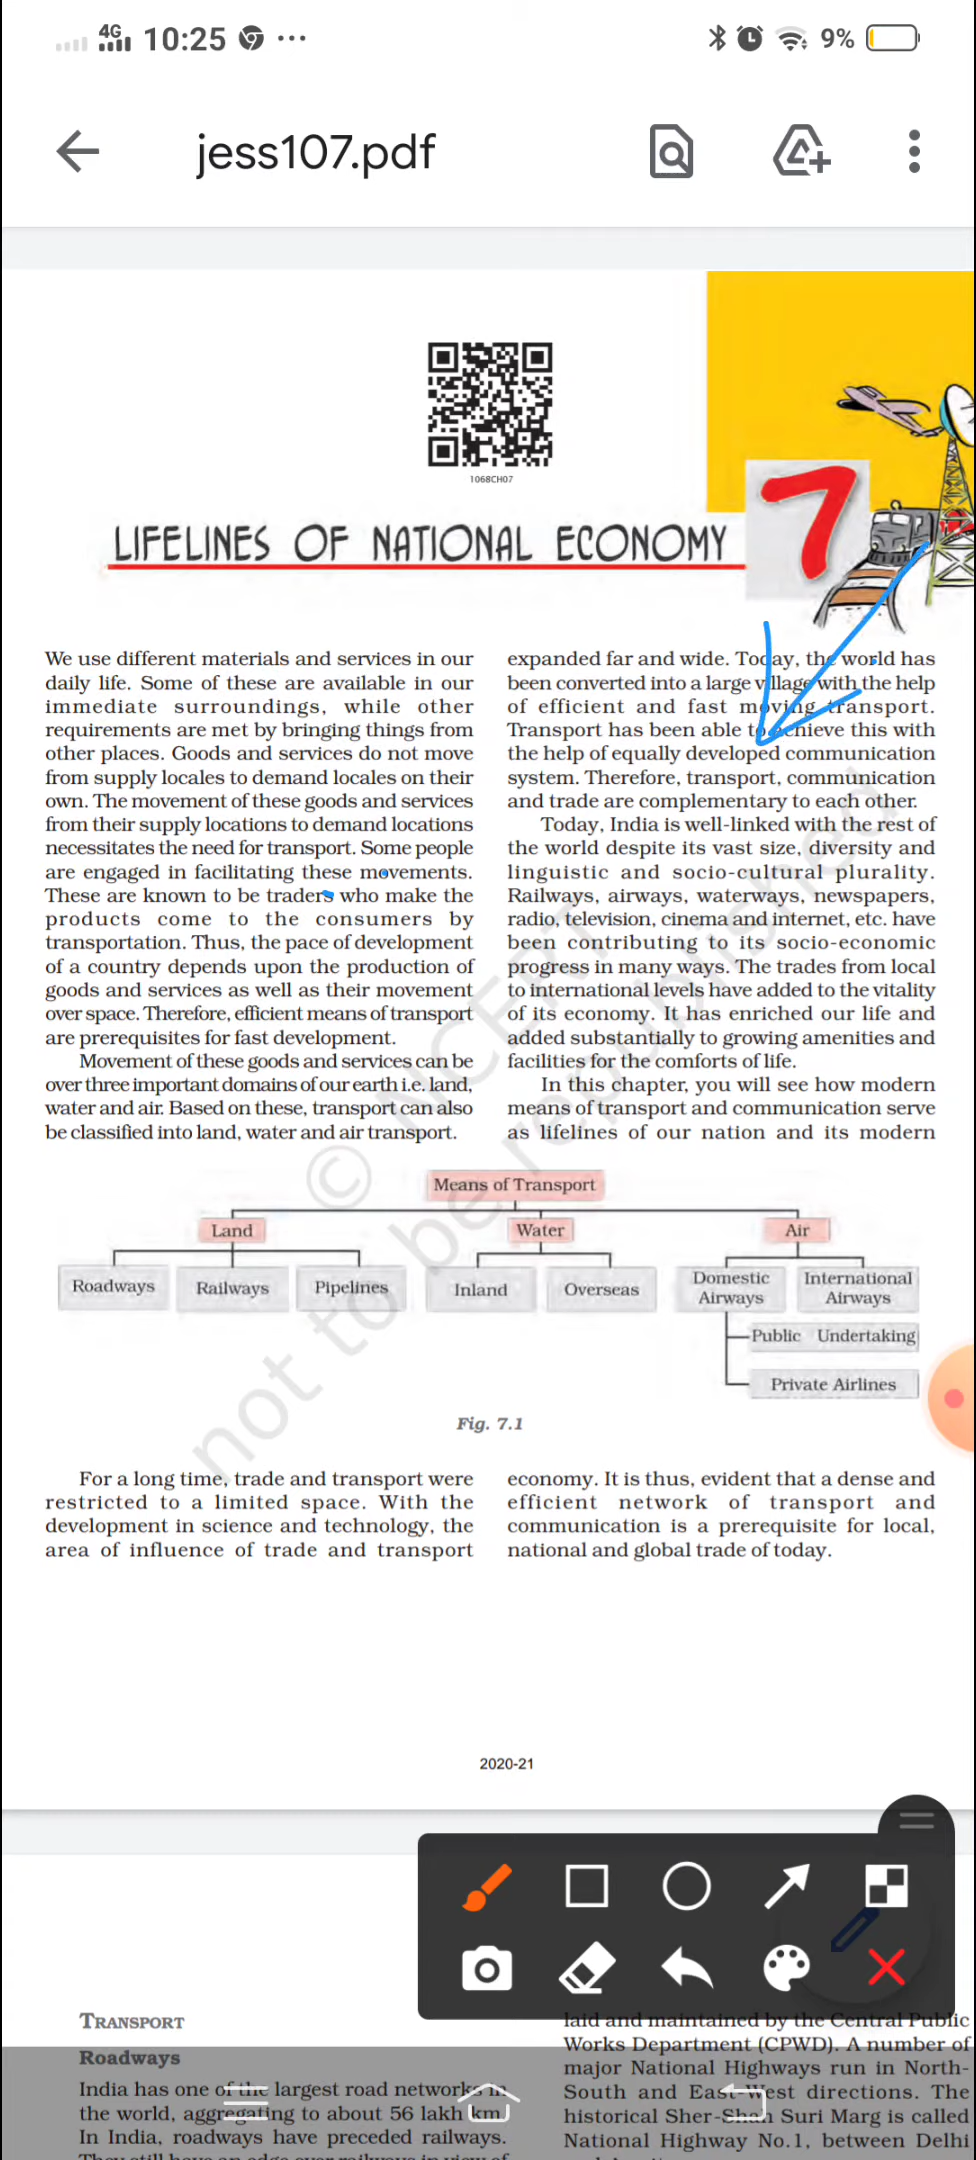 4G 10:25 ... 9%
jess107.pdf
1068CH07
7
LIFELINES OF NATIONAL ECONOMY
We use different materials and services in our
daily life. Some of these are available in our
immediate surroundings, while other
requirements are met by bringing things from
other places. Goods and services do not move
from supply locales to demand locales on their
own. The movement of these goods and services
from their supply locations to demand locations
necessitates the need for transport. Some people
are engaged in facilitating these movements.
These are known to be traders who make the
products come to the consumers by
transportation. Thus, the pace of development
of a country depends upon the production of
goods and services as well as their movement
over space. Therefore, efficient means of transport
are prerequisites for fast development.
Movement of these goods and services can be
over three important domains of our earth i.e. land,
water and air. Based on these, transport can also
be classified into land, water and air transport.
expanded far and wide. Today, the world has
been converted into a large village with the help
of efficient and fast moving transport.
Transport has been able to achieve this with
the help of equally developed communication
system. Therefore, transport, communication
and trade are complementary to each other.
Today, India is well-linked with the rest of
the world despite its vast size, diversity and
linguistic and socio-cultural plurality.
Railways, airways, waterways, newspapers,
radio, television, cinema and internet, etc. have
been contributing to its socio-economic
progress in many ways. The trades from local
to international levels have added to the vitality
of its economy. It has enriched our life and
added substantially to growing amenities and
facilities for the comforts of life.
In this chapter, you will see how modern
means of transport and communication serve
as lifelines of our nation and its modern
© NCERT
not to be republished
Means of Transport
Land Water Air
Roadways Railways Pipelines Inland Overseas Domestic Airways International Airways
Public Undertaking
Private Airlines
Fig. 7.1
For a long time, trade and transport were
restricted to a limited space. With the
development in science and technology, the
area of influence of trade and transport
economy. It is thus, evident that a dense and
efficient network of transport and
communication is a prerequisite for local,
national and global trade of today.
2020-21
TRANSPORT
Roadways
India has one of the largest road networks in
the world, aggregating to about 56 lakh km.
In India, roadways have preceded railways.
They still have an edge over railways in view of
laid and maintained by the Central Public
Works Department (CPWD). A number of
major National Highways run in North-
South and East-West directions. The
historical Sher-Shah Suri Marg is called
National Highway No.1, between Delhi